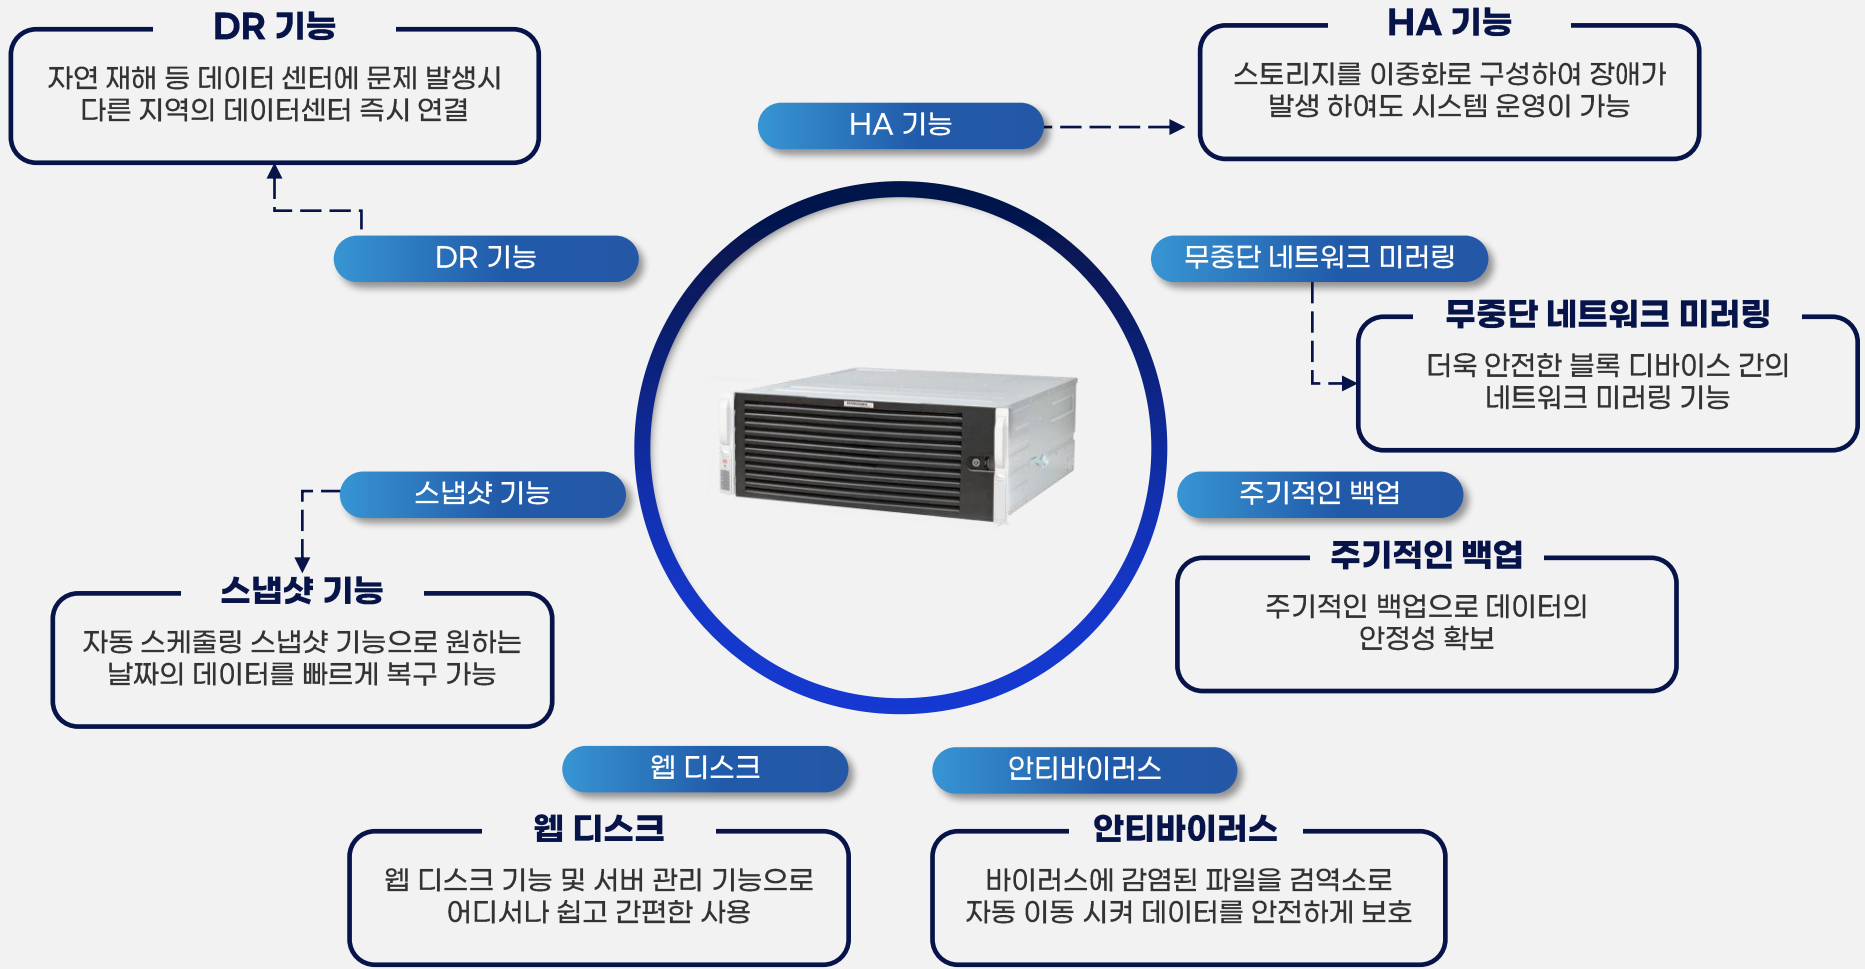 DR 기능
자연 재해 등 데이터 센터에 문제 발생시
다른 지역의 데이터센터 즉시 연결
HA 기능
스토리지를 이중화로 구성하여 장애가
발생 하여도 시스템 운영이 가능
HA 기능
DR 기능
무중단 네트워크 미러링
무중단 네트워크 미러링
더욱 안전한 블록 디바이스 간의
네트워크 미러링 기능
스냅샷 기능
주기적인 백업
스냅샷 기능
자동 스케줄링 스냅샷 기능으로 원하는
날짜의 데이터를 빠르게 복구 가능
주기적인 백업
주기적인 백업으로 데이터의
안정성 확보
웹 디스크
안티바이러스
웹 디스크
웹 디스크 기능 및 서버 관리 기능으로
어디서나 쉽고 간편한 사용
안티바이러스
바이러스에 감염된 파일을 검역소로
자동 이동 시켜 데이터를 안전하게 보호